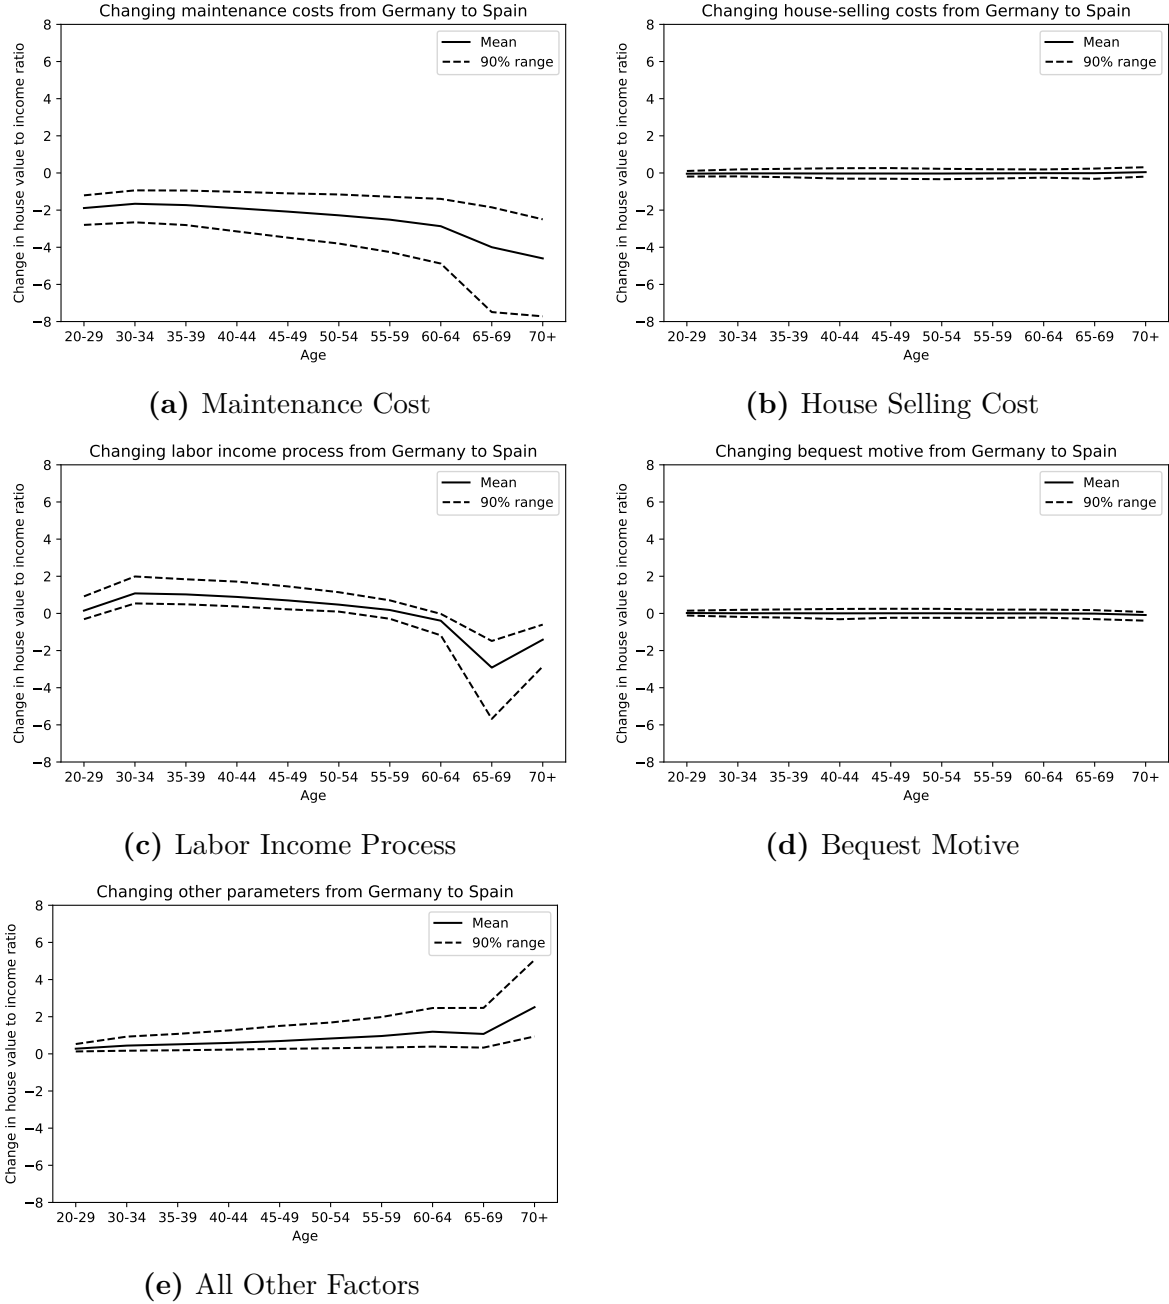 Changing maintenance costs from Germany to Spain
8
6
4
2
0
−2
−4
−6
−8
Change in house value to income ratio
Mean
90% range
20-29 30-34 35-39 40-44 45-49 50-54 55-59 60-64 65-69 70+
Age
(a) Maintenance Cost
Changing house-selling costs from Germany to Spain
8
6
4
2
0
−2
−4
−6
−8
Change in house value to income ratio
Mean
90% range
20-29 30-34 35-39 40-44 45-49 50-54 55-59 60-64 65-69 70+
Age
(b) House Selling Cost
Changing labor income process from Germany to Spain
8
6
4
2
0
−2
−4
−6
−8
Change in house value to income ratio
Mean
90% range
20-29 30-34 35-39 40-44 45-49 50-54 55-59 60-64 65-69 70+
Age
(c) Labor Income Process
Changing bequest motive from Germany to Spain
8
6
4
2
0
−2
−4
−6
−8
Change in house value to income ratio
Mean
90% range
20-29 30-34 35-39 40-44 45-49 50-54 55-59 60-64 65-69 70+
Age
(d) Bequest Motive
Changing other parameters from Germany to Spain
8
6
4
2
0
−2
−4
−6
−8
Change in house value to income ratio
Mean
90% range
20-29 30-34 35-39 40-44 45-49 50-54 55-59 60-64 65-69 70+
Age
(e) All Other Factors